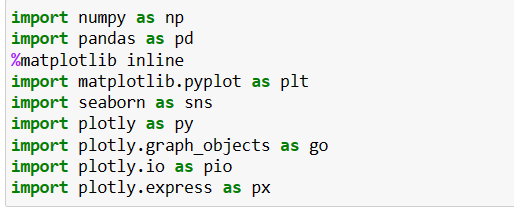 import numpy as np
import pandas as pd
%matplotlib inline
import matplotlib.pyplot as plt
import seaborn as sns
import plotly as py
import plotly.graph_objects as go
import plotly.io as pio
import plotly.express as px